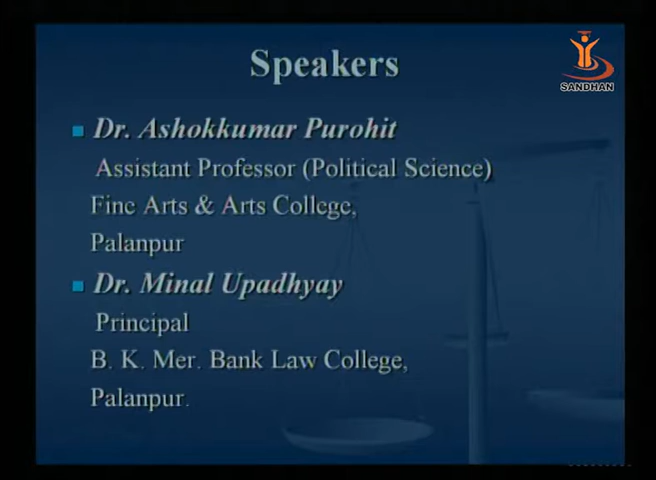 Speakers
SANDHAN
Dr. Ashokkumar Purohit
Assistant Professor (Political Science)
Fine Arts & Arts College,
Palanpur
Dr. Minal Upadhyay
Principal
B. K. Mer. Bank Law College,
Palanpur.